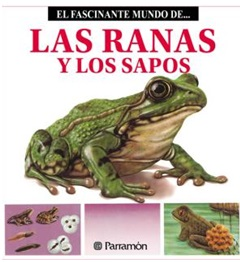 EL FASCINANTE MUNDO DE...
LAS RANAS
Y LOS SAPOS
Parramón